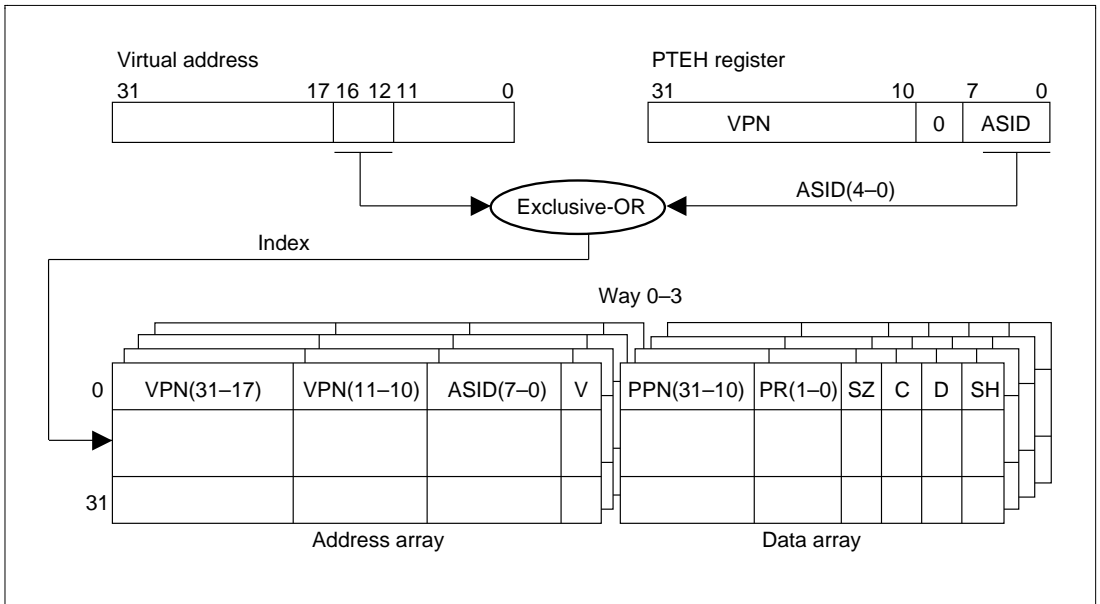 Virtual address
31 17 16 12 11 0
PTEH register
31 10 7 0
VPN 0 ASID
ASID(4–0)
Exclusive-OR
Index
Way 0–3
0 VPN(31–17) VPN(11–10) ASID(7–0) V PPN(31–10) PR(1–0) SZ C D SH
31
Address array
Data array